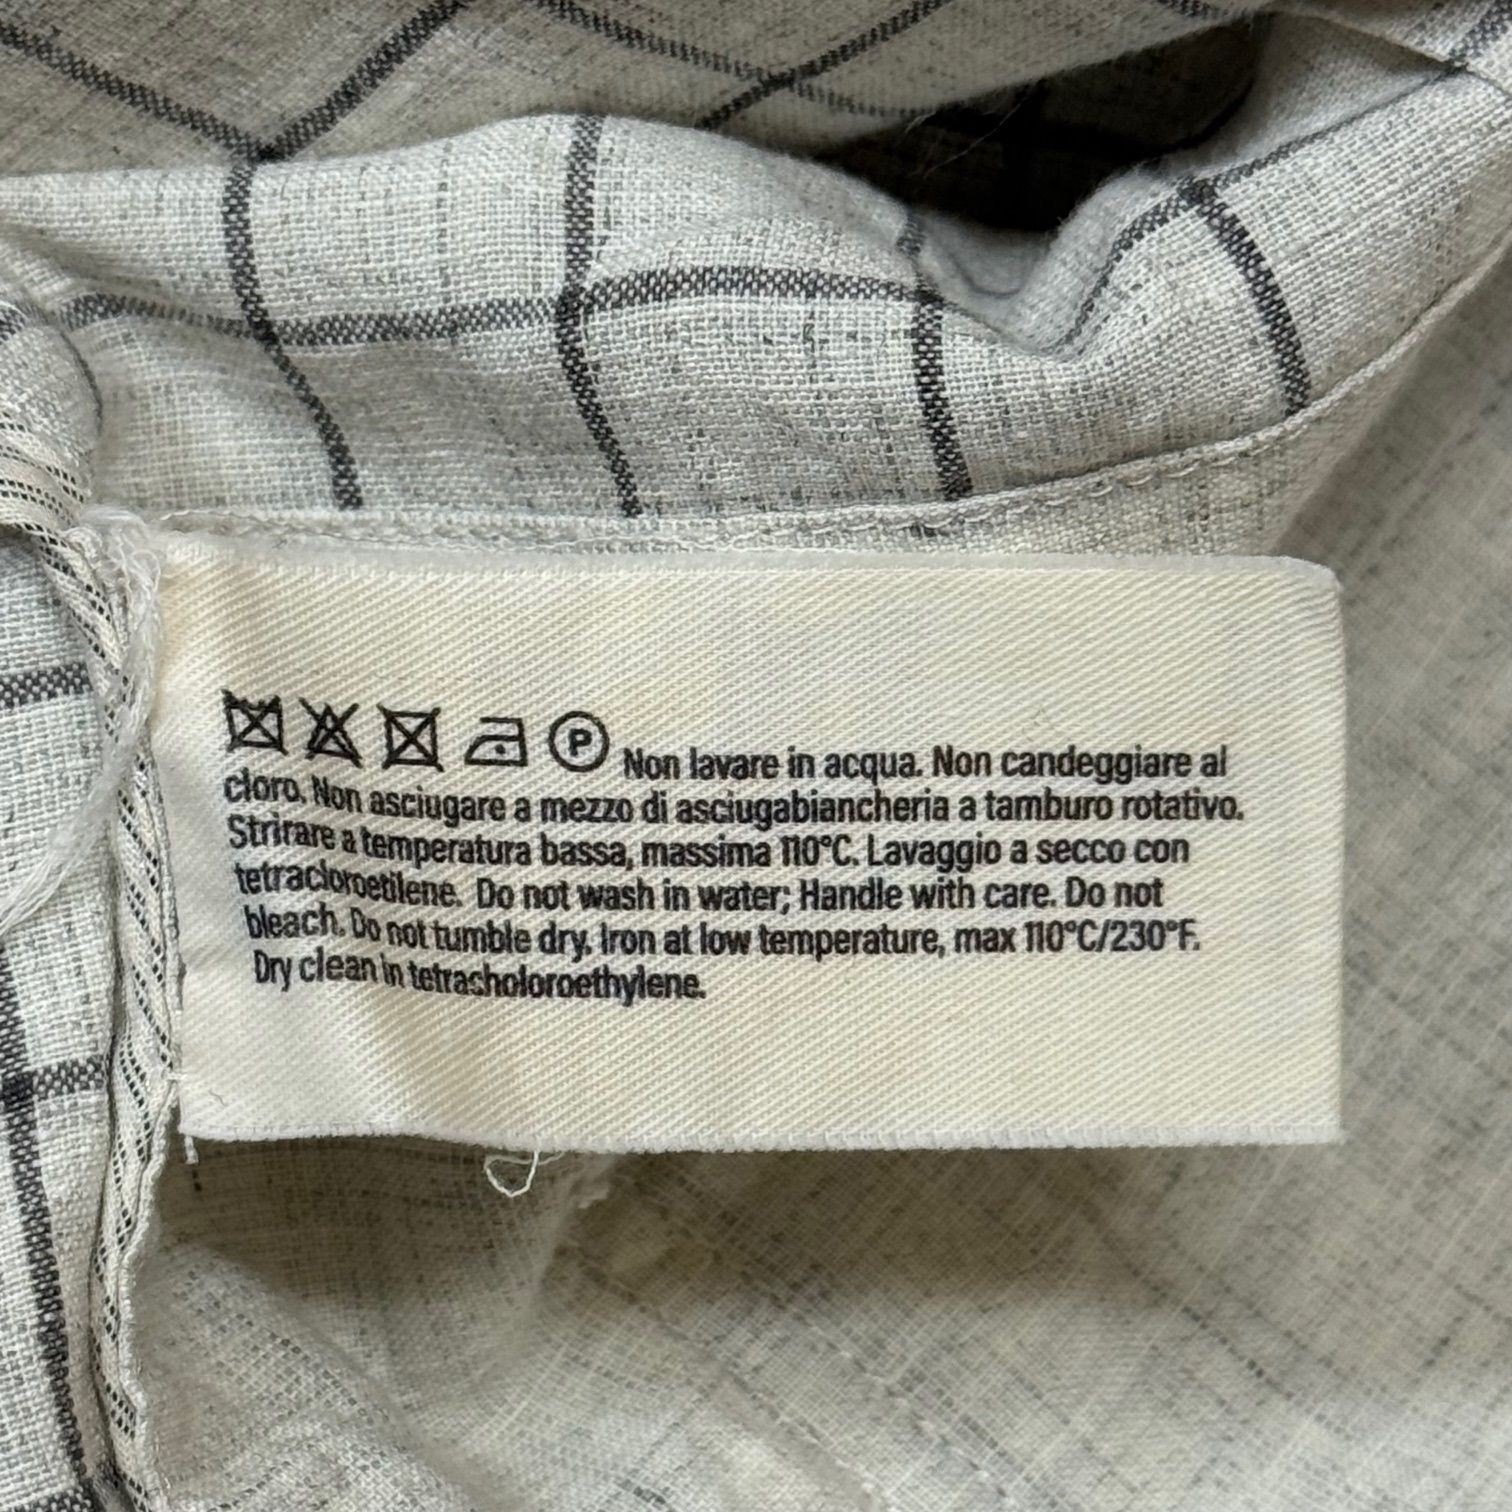 P Non lavare in acqua. Non candeggiare al
cloro. Non asciugare a mezzo di asciugabiancheria a tamburo rotativo.
Strirare a temperatura bassa, massima 110°C. Lavaggio a secco con
tetracloroetilene. Do not wash in water; Handle with care. Do not
bleach. Do not tumble dry. Iron at low temperature, max 110°C/230°F.
Dry clean in tetrascholoroethylene.